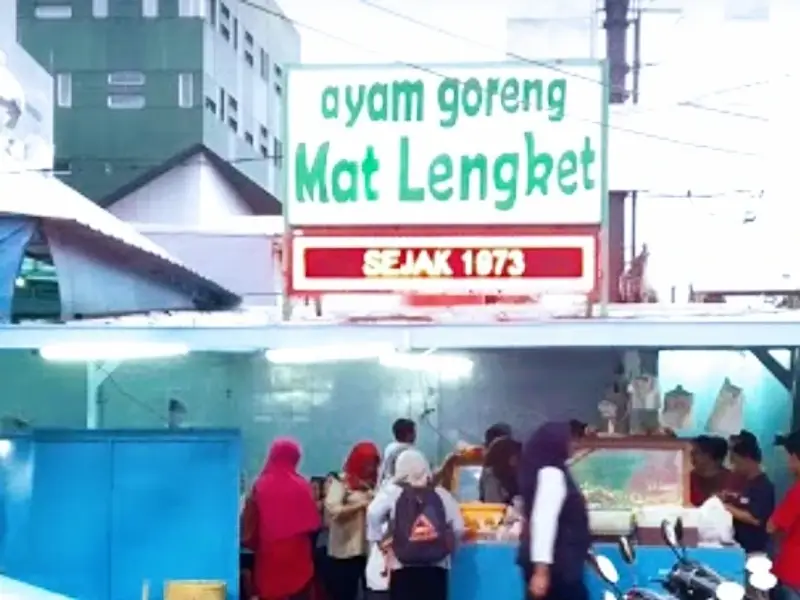 ayam goreng
Mat Lengket
SEJAK 1973